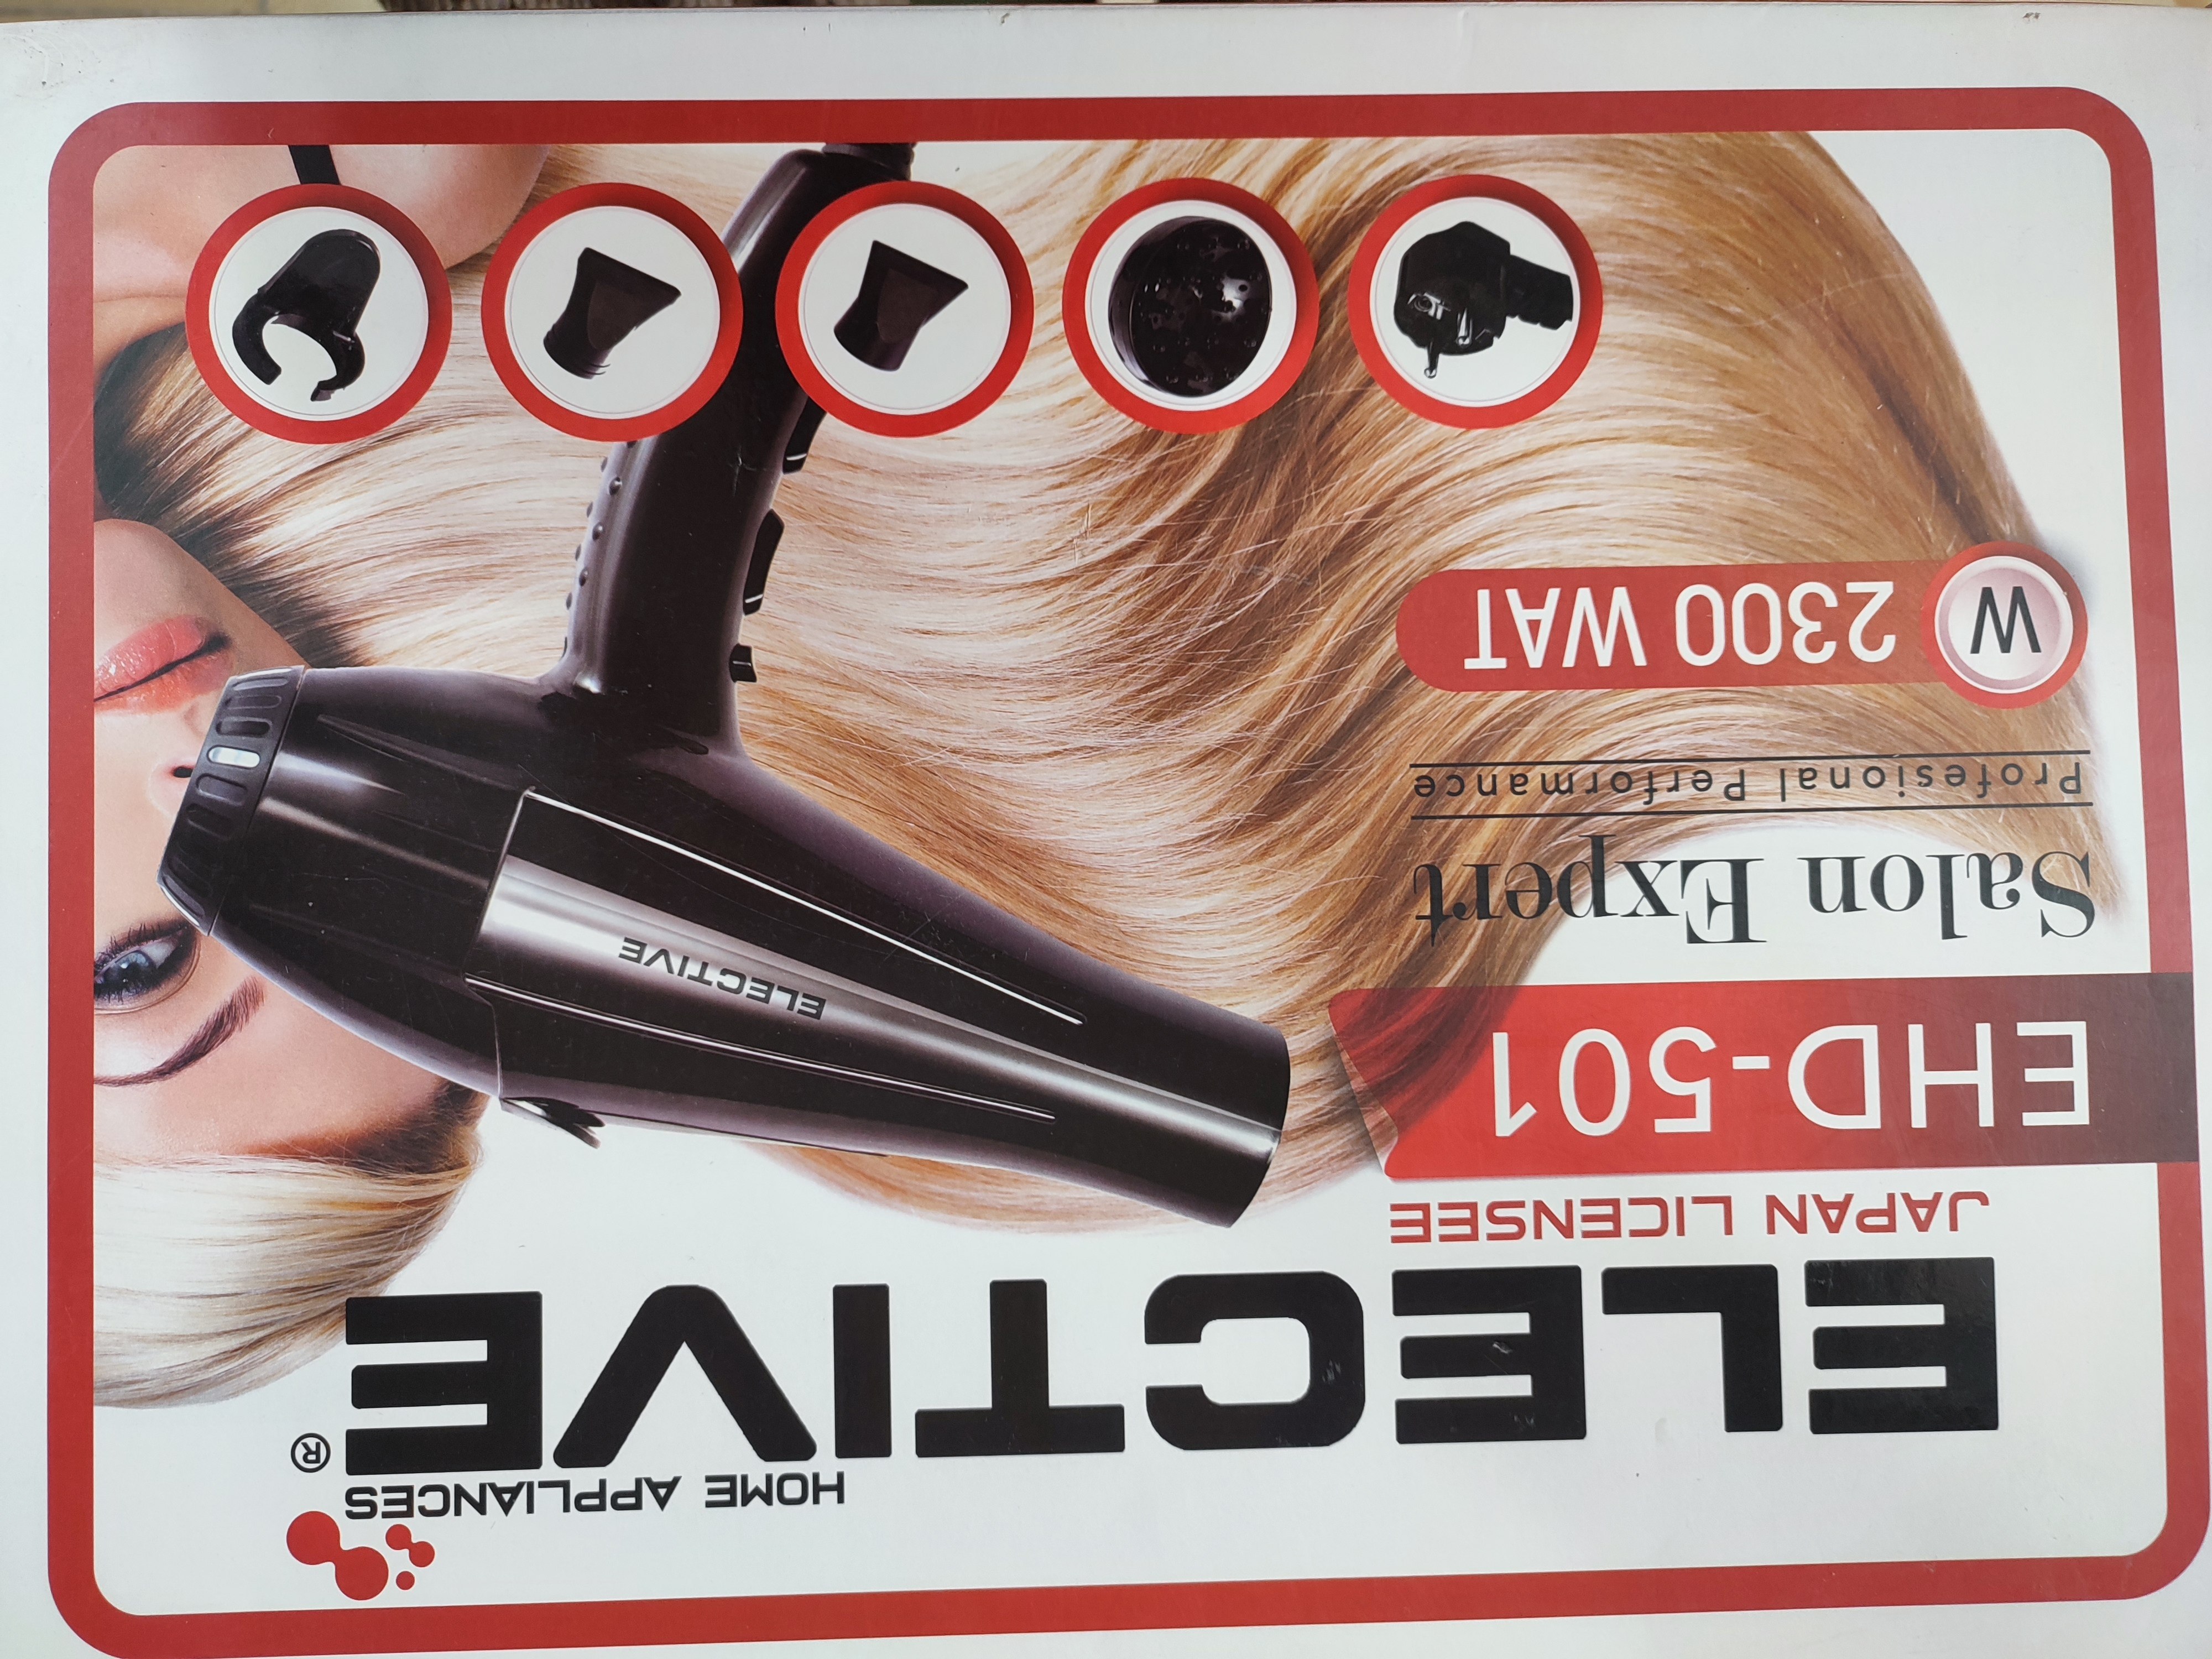 HOME APPLIANCES
ELECTIVE®
JAPAN LICENSEE
EHD-501
Salon Expert
Profesional Performance
W 2300 WAT
ELECTIVE